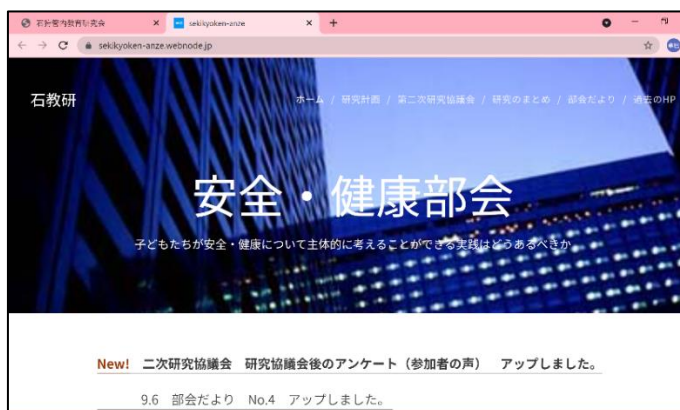 石狩管内教育研究会
sekikyoken-anze
sekikyoken-anze.webnode.jp
石教研
ホーム / 研究計画 / 第二次研究協議会 / 研究のまとめ / 部会だより / 過去のHP
安全・健康部会
子どもたちが安全・健康について主体的に考えることができる実践はどうあるべきか
New! 二次研究協議会 研究協議会後のアンケート（参加者の声） アップしました。
9.6 部会だより No.4 アップしました。